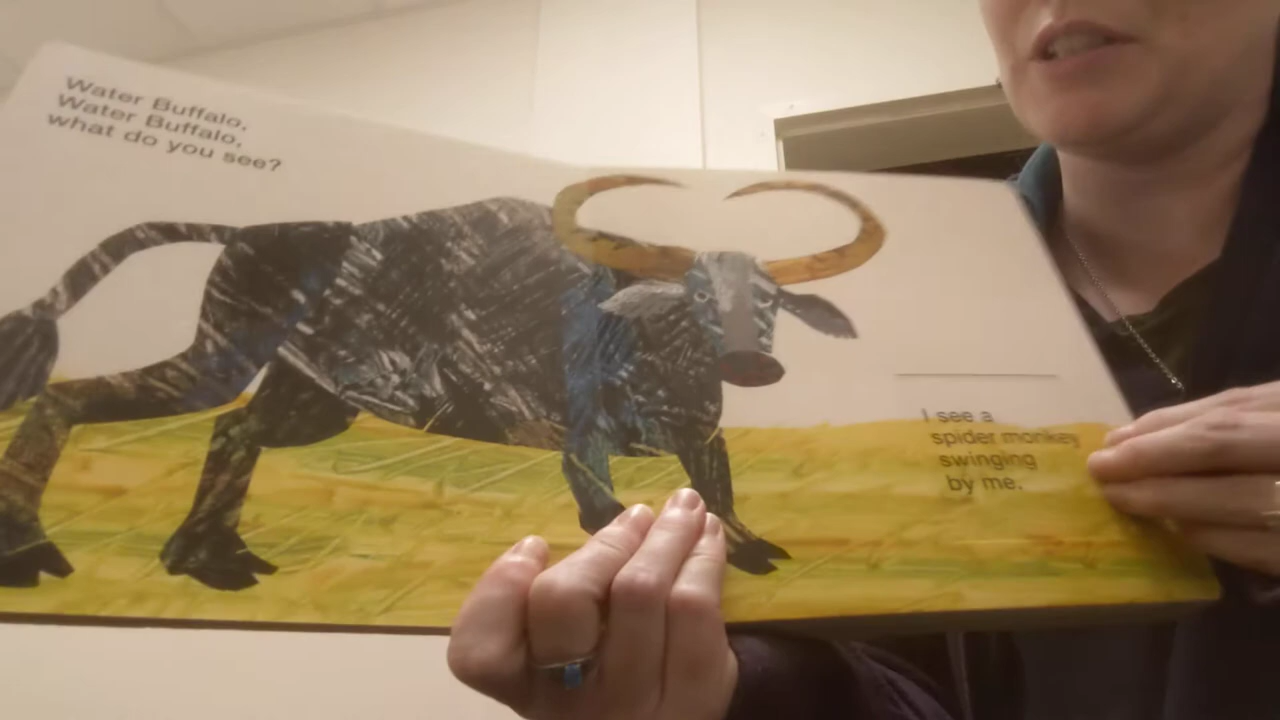 Water Buffalo,
Water Buffalo,
what do you see?
I see a
spider monkey
swinging
by me.